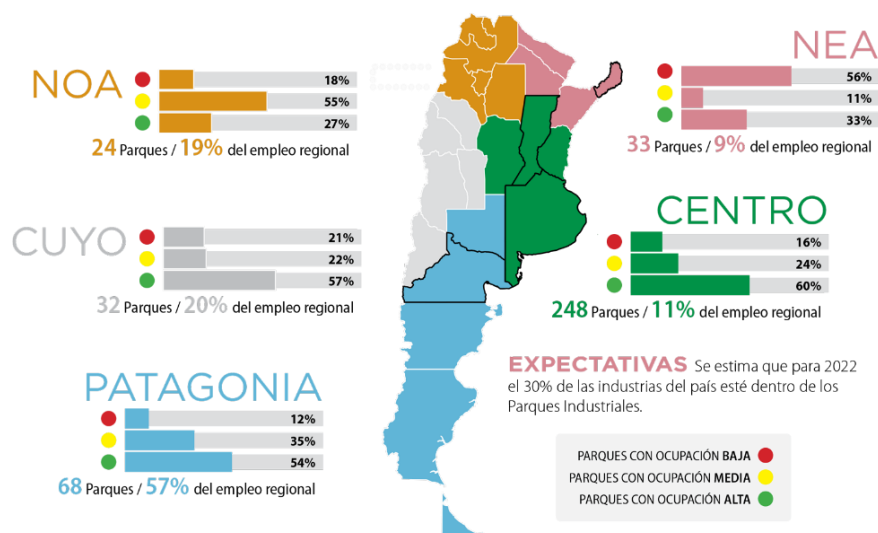 NOA
18%
55%
27%
24 Parques / 19% del empleo regional
NEA
56%
11%
33%
33 Parques / 9% del empleo regional
CUYO
21%
22%
57%
32 Parques / 20% del empleo regional
CENTRO
16%
24%
60%
248 Parques / 11% del empleo regional
PATAGONIA
12%
35%
54%
68 Parques / 57% del empleo regional
EXPECTATIVAS Se estima que para 2022
el 30% de las industrias del país esté dentro de los
Parques Industriales.
PARQUES CON OCUPACIÓN BAJA
PARQUES CON OCUPACIÓN MEDIA
PARQUES CON OCUPACIÓN ALTA